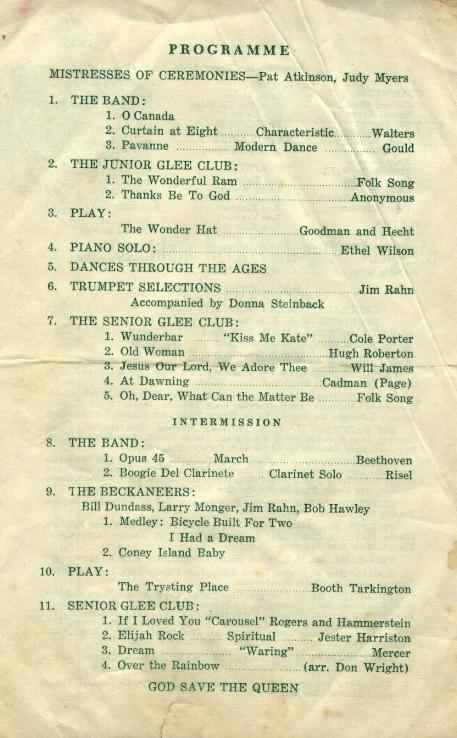 PROGRAMME
MISTRESSES OF CEREMONIES—Pat Atkinson, Judy Myers
1. THE BAND:
1. O Canada
2. Curtain at Eight ........... Characteristic ........... Walters
3. Pavanne ............... Modern Dance ............... Gould
2. THE JUNIOR GLEE CLUB:
1. The Wonderful Ram ............... Folk Song
2. Thanks Be To God ............... Anonymous
3. PLAY:
The Wonder Hat ............... Goodman and Hecht
4. PIANO SOLO: ............... Ethel Wilson
5. DANCES THROUGH THE AGES
6. TRUMPET SELECTIONS ............... Jim Rahn
Accompanied by Donna Steinback
7. THE SENIOR GLEE CLUB:
1. Wunderbar ........ "Kiss Me Kate" ........ Cole Porter
2. Old Woman ............... Hugh Roberton
3. Jesus Our Lord, We Adore Thee ........ Will James
4. At Dawning ............... Cadman (Page)
5. Oh, Dear, What Can the Matter Be ........ Folk Song
INTERMISSION
8. THE BAND:
1. Opus 45 ............ March ............... Beethoven
2. Boogie Del Clarinete ........ Clarinet Solo ........ Risel
9. THE BECKANEERS:
Bill Dundass, Larry Monger, Jim Rahn, Bob Hawley
1. Medley: Bicycle Built For Two
I Had a Dream
2. Coney Island Baby
10. PLAY:
The Trysting Place ............... Booth Tarkington
11. SENIOR GLEE CLUB:
1. If I Loved You "Carousel" Rogers and Hammerstein
2. Elijah Rock ........ Spiritual ........ Jester Harriston
3. Dream ............ "Waring" ............ Mercer
4. Over the Rainbow ............... (arr. Don Wright)
GOD SAVE THE QUEEN